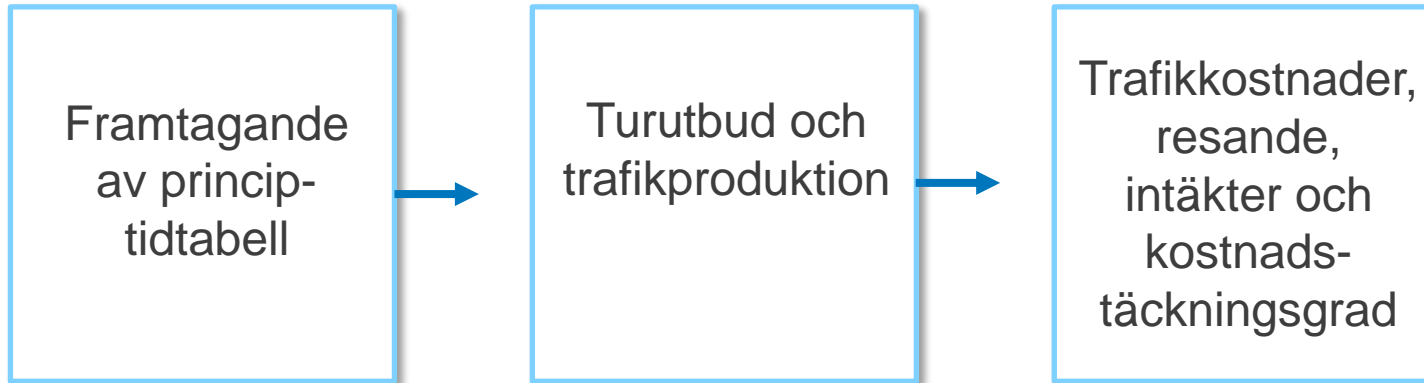 Framtagande
av princip-
tidtabell
Turutbud och
trafikproduktion
Trafikkostnader,
resande,
intäkter och
kostnads-
täckningsgrad